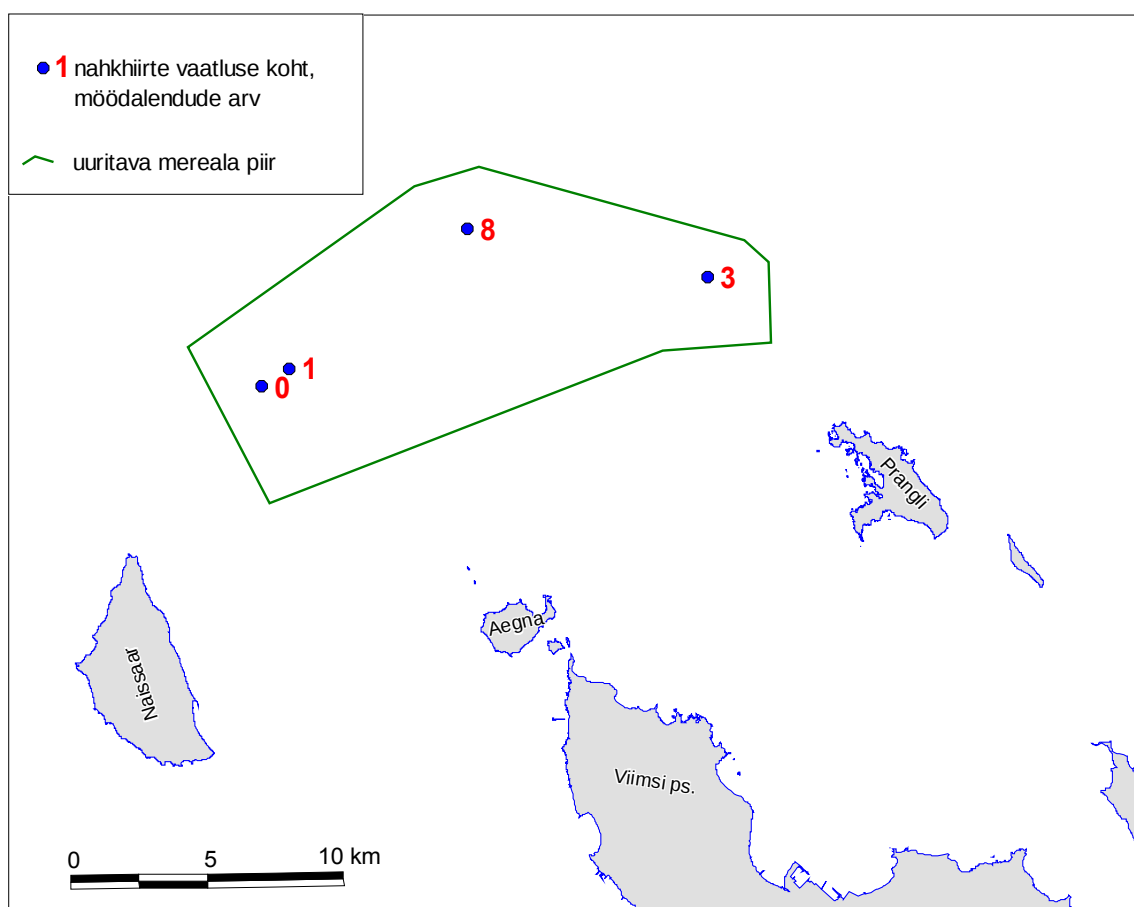 1 nahkhiirte vaatluse koht,
möödalendude arv
uuritava mereala piir
8
3
1
0
Prangli
Aegna
Naissaar
Viimsi ps.
0 5 10 km